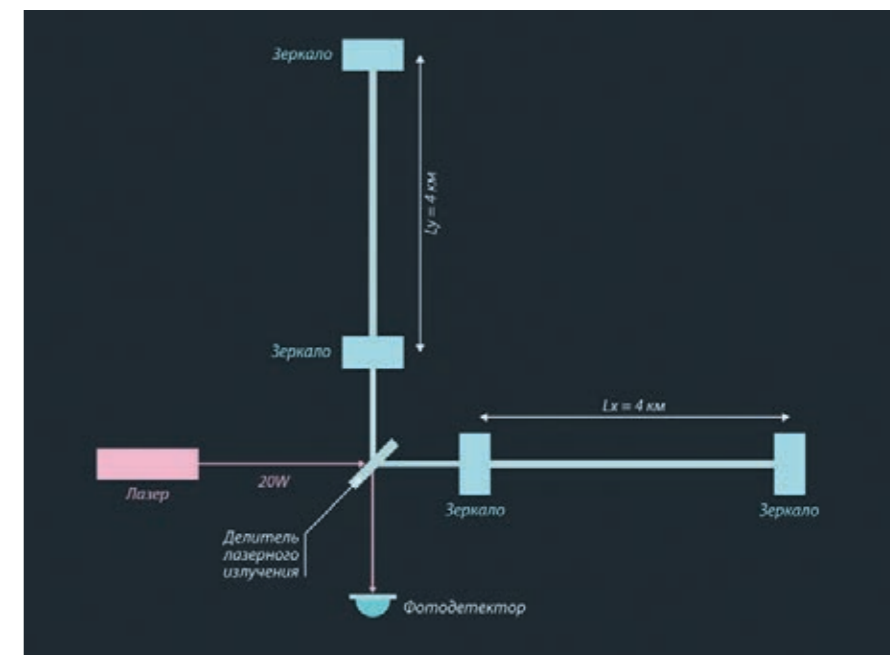 Зеркало
Ly = 4 км
Зеркало
Lx = 4 км
Лазер
20W
Зеркало
Зеркало
Делитель
лазерного
излучения
Фотодетектор